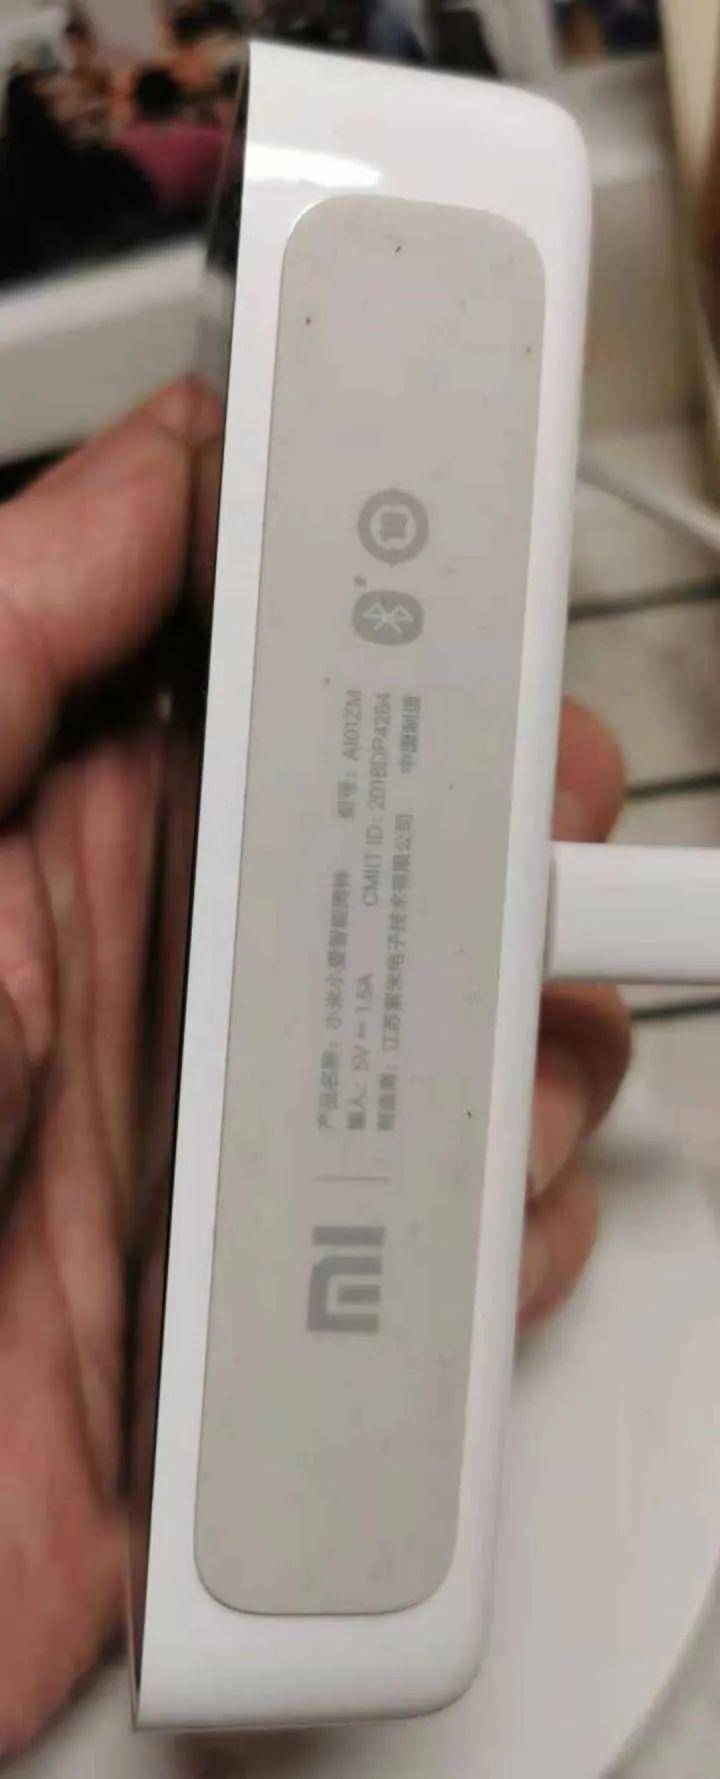 MI
产品名称：小米小爱智能闹钟 型号：AI01ZM
输入：5V ⎓ 1.5A CMIIT ID：2018DP4264
制造商：江苏紫米电子技术有限公司 中国制造